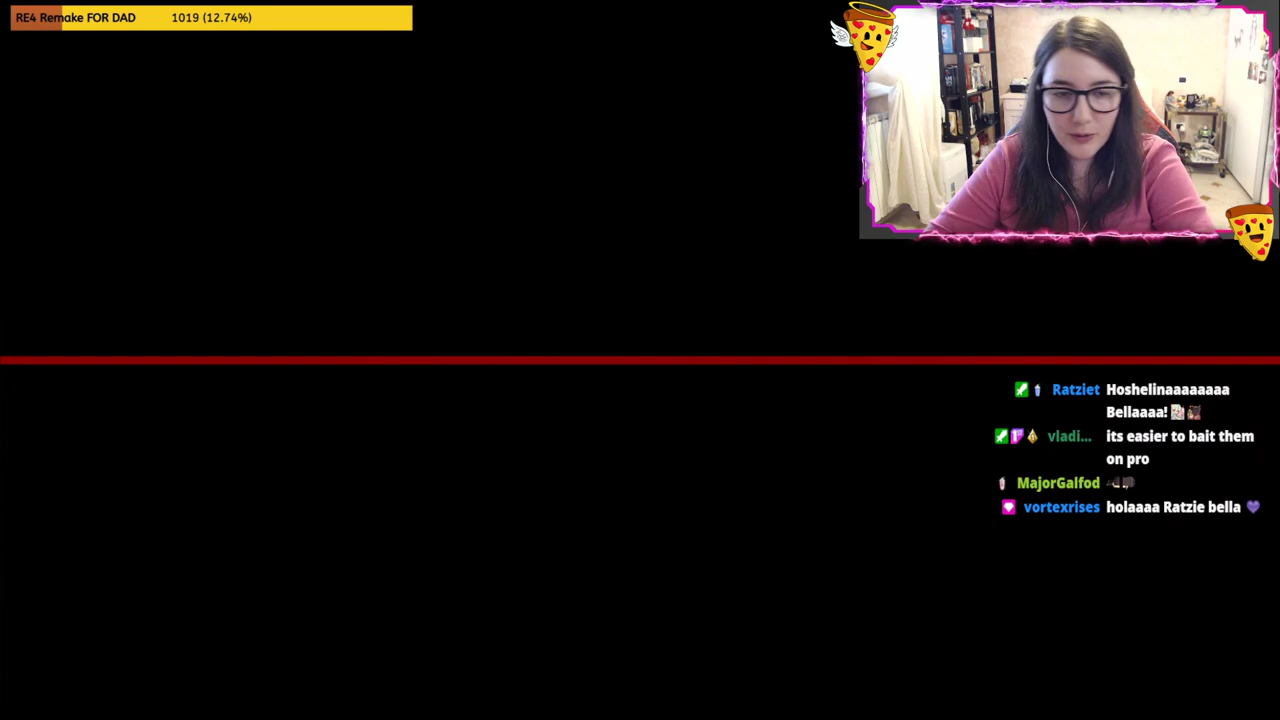 RE4 Remake FOR DAD 1019 (12.74%)
Ratziet Hoshelinaaaaaaaa
Bellaaaa!
vladi... its easier to bait them
on pro
MajorGalfod
vortexrises holaaaa Ratzie bella 💜